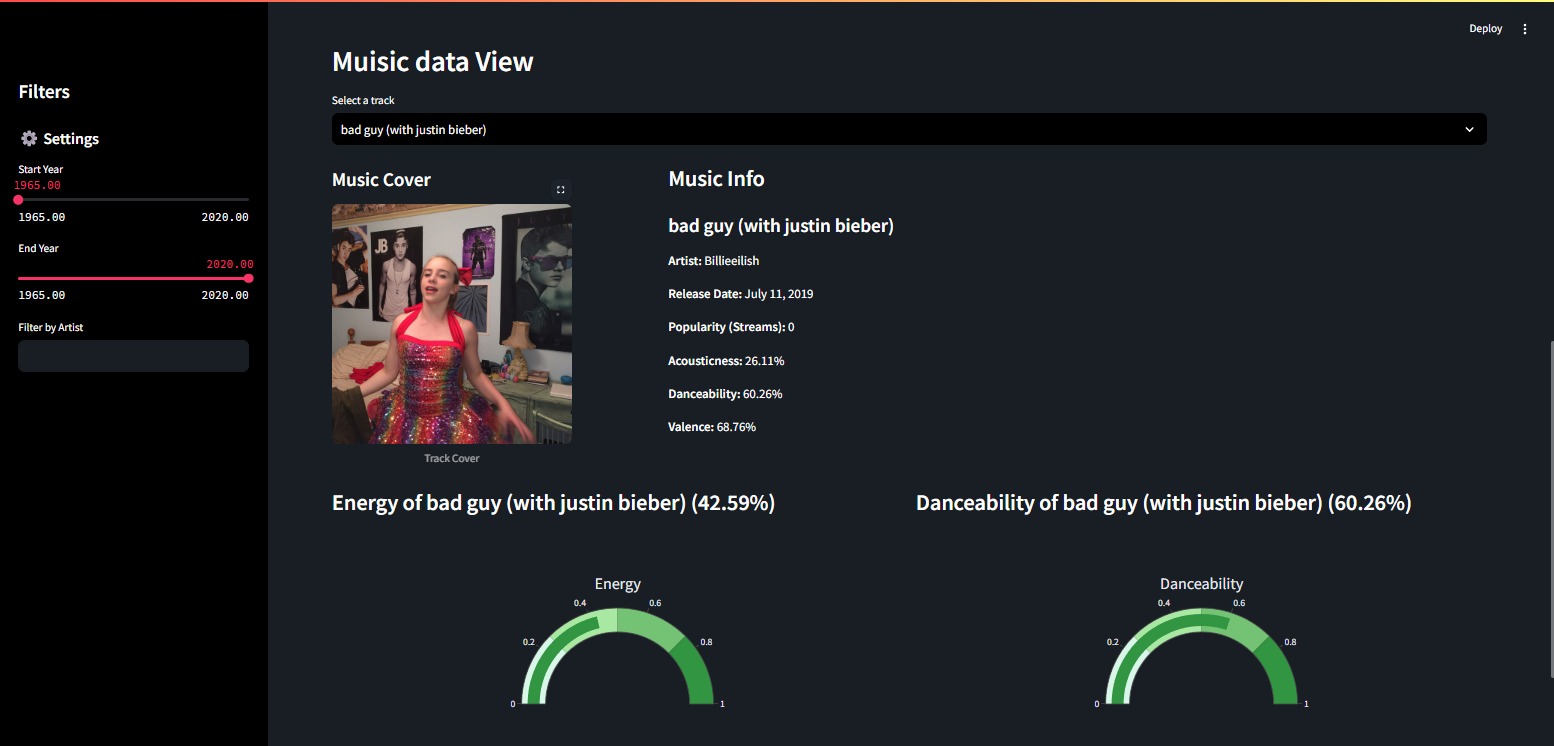 Deploy
Filters
Settings
Start Year
1965.00
1965.00 2020.00
End Year
2020.00
1965.00 2020.00
Filter by Artist
Muisic data View
Select a track
bad guy (with justin bieber)
Music Cover
JB
Track Cover
Music Info
bad guy (with justin bieber)
Artist: Billieeilish
Release Date: July 11, 2019
Popularity (Streams): 0
Acousticness: 26.11%
Danceability: 60.26%
Valence: 68.76%
Energy of bad guy (with justin bieber) (42.59%)
Energy
0.4 0.6
0.2 0.8
0 1
Danceability of bad guy (with justin bieber) (60.26%)
Danceability
0.4 0.6
0.2 0.8
0 1